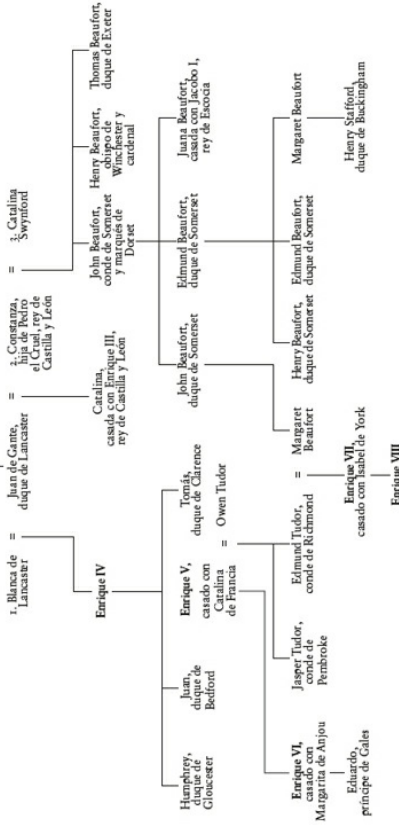 1. Blanca de
Lancaster
=
Juan de Gante,
duque de Lancaster
=
2. Constanza,
hija de Pedro
el Cruel, rey de
Castilla y León
=
3. Catalina
Swynford
Enrique IV
Catalina,
casada con Enrique III,
rey de Castilla y León
John Beaufort,
conde de Somerset
y marqués de
Dorset
Henry Beaufort,
obispo de
Winchester y
cardenal
Thomas Beaufort,
duque de Exeter
Humphrey,
duque de
Gloucester
Juan,
duque de
Bedford
Enrique V,
casado con
Catalina
de Francia
=
Owen Tudor
Tomás,
duque de Clarence
John Beaufort,
duque de Somerset
Edmund Beaufort,
duque de Somerset
Juana Beaufort,
casada con Jacobo I,
rey de Escocia
Enrique VI,
casado con
Margarita de Anjou
Jasper Tudor,
conde de
Pembroke
Edmund Tudor,
conde de Richmond
=
Margaret
Beaufort
Henry Beaufort,
duque de Somerset
Edmund Beaufort,
duque de Somerset
Margaret Beaufort
Eduardo,
príncipe de Gales
Enrique VII,
casado con Isabel de York
Henry Stafford,
duque de Buckingham
Enrique VIII